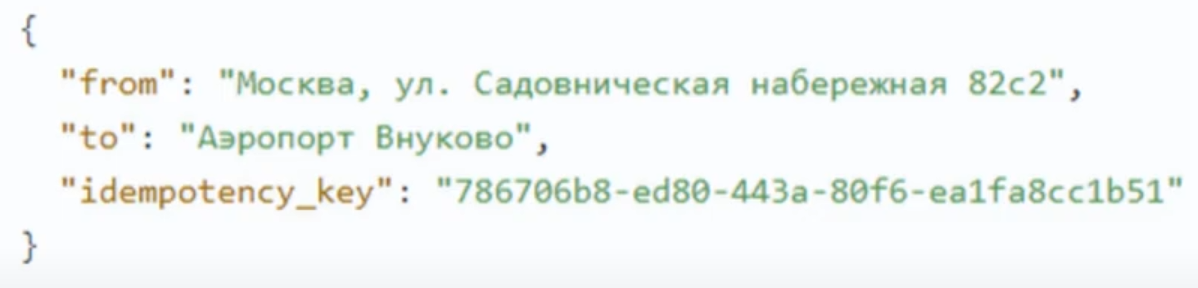 {
"from": "Москва, ул. Садовническая набережная 82с2",
"to": "Аэропорт Внуково",
"idempotency_key": "786706b8-ed80-443a-80f6-ea1fa8cc1b51"
}